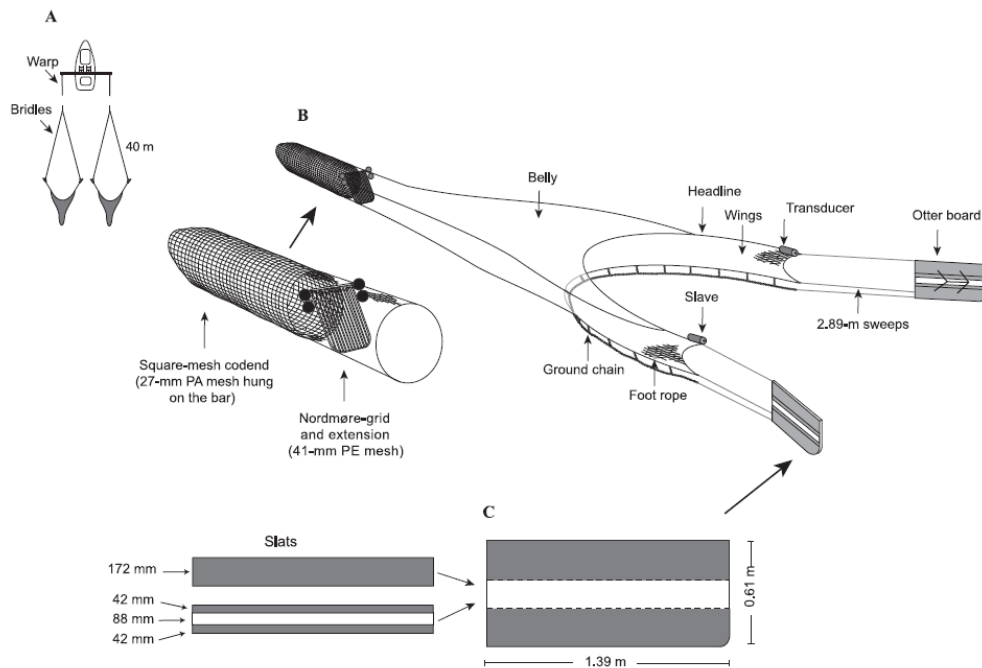 A
Warp
Bridles
40 m
B
Belly
Headline
Wings
Transducer
Otter board
Slave
2.89-m sweeps
Ground chain
Foot rope
Square-mesh codend
(27-mm PA mesh hung
on the bar)
Nordmøre-grid
and extension
(41-mm PE mesh)
C
Slats
172 mm
42 mm
88 mm
42 mm
0.61 m
1.39 m